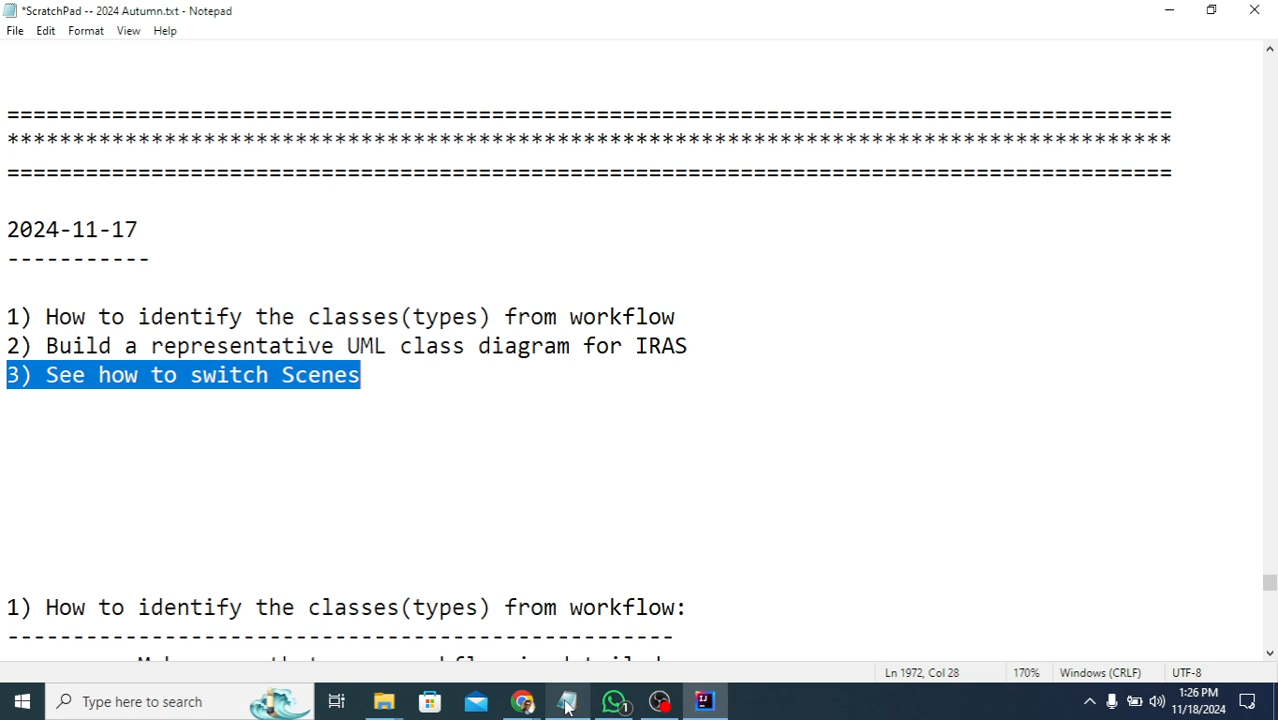 *ScratchPad -- 2024 Autumn.txt - Notepad
File Edit Format View Help
=========================================================================================
*****************************************************************************************
=========================================================================================
2024-11-17
-----------
1) How to identify the classes(types) from workflow
2) Build a representative UML class diagram for IRAS
3) See how to switch Scenes
1) How to identify the classes(types) from workflow:
---------------------------------------------------
Ln 1972, Col 28 170% Windows (CRLF) UTF-8
Type here to search
1
1:26 PM
11/18/2024